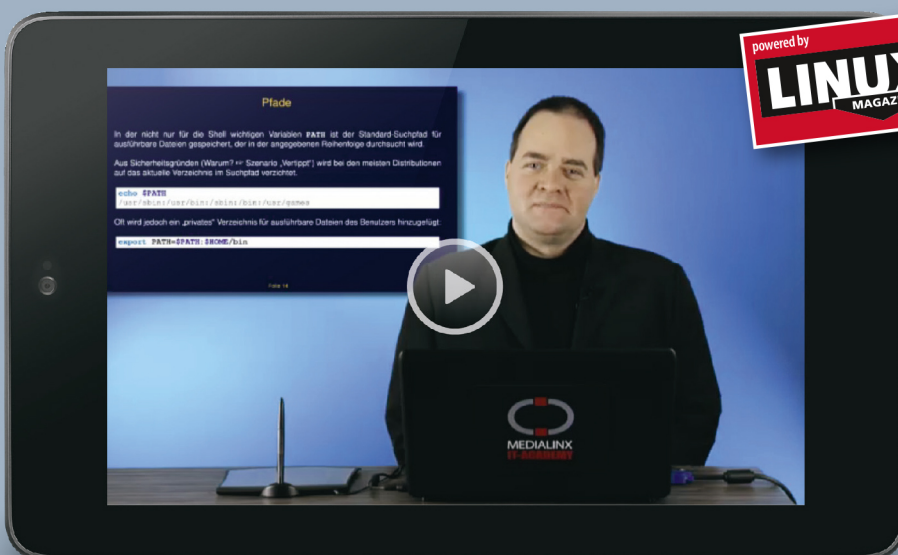 powered by
LINUX
MAGAZ
Pfade
In der nicht nur für die Shell wichtigen Variablen PATH ist der Standard-Suchpfad für
ausführbare Dateien gespeichert, der in der angegebenen Reihenfolge durchsucht wird.
Aus Sicherheitsgründen (Warum? ☞ Szenario „Vertippt“) wird bei den meisten Distributionen
auf das aktuelle Verzeichnis im Suchpfad verzichtet.
echo $PATH
/usr/sbin:/usr/bin:/sbin:/bin:/usr/games
Oft wird jedoch ein „privates“ Verzeichnis für ausführbare Dateien des Benutzers hinzugefügt:
export PATH=$PATH:$HOME/bin
Folie 14
MEDIALINX
IT-ACADEMY